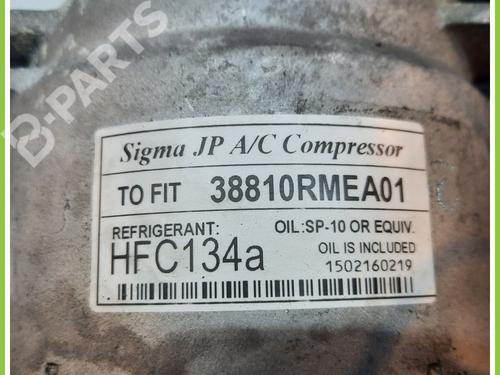 B-PARTS
Sigma JP A/C Compressor
TO FIT 38810RMEA01
REFRIGERANT: OIL:SP-10 OR EQUIV.
HFC134a OIL IS INCLUDED
1502160219